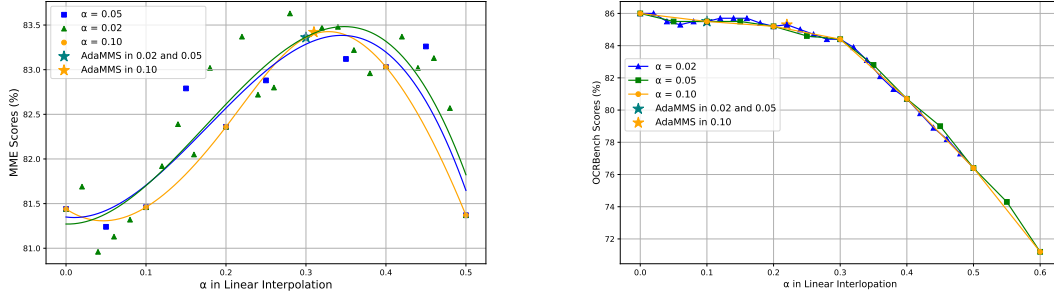 MME Scores (%)
83.5
83.0
82.5
82.0
81.5
81.0
α = 0.05
α = 0.02
α = 0.10
AdaMMS in 0.02 and 0.05
AdaMMS in 0.10
0.0 0.1 0.2 0.3 0.4 0.5
α in Linear Interpolation
OCRBench Scores (%)
86
84
82
80
78
76
74
72
α = 0.02
α = 0.05
α = 0.10
AdaMMS in 0.02 and 0.05
AdaMMS in 0.10
0.0 0.1 0.2 0.3 0.4 0.5 0.6
α in Linear Interlopation